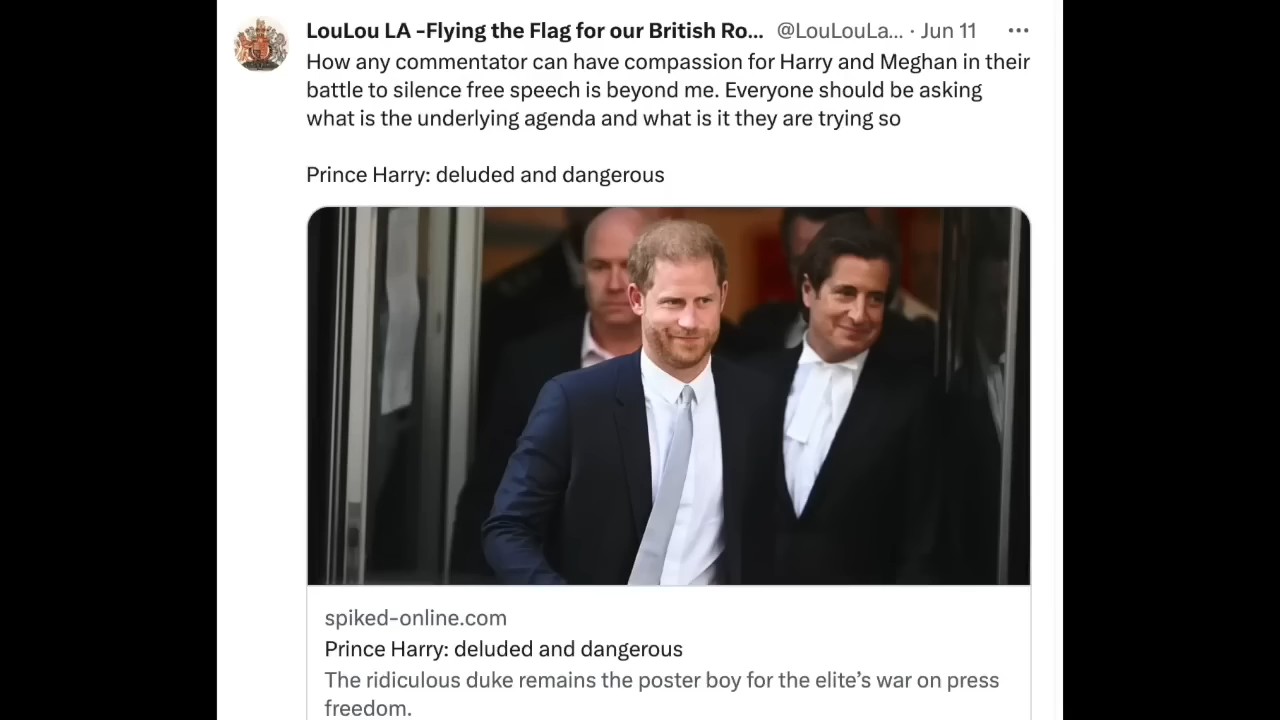 LouLou LA -Flying the Flag for our British Ro... @LouLouLa... · Jun 11 ···
How any commentator can have compassion for Harry and Meghan in their
battle to silence free speech is beyond me. Everyone should be asking
what is the underlying agenda and what is it they are trying so
Prince Harry: deluded and dangerous
spiked-online.com
Prince Harry: deluded and dangerous
The ridiculous duke remains the poster boy for the elite’s war on press
freedom.